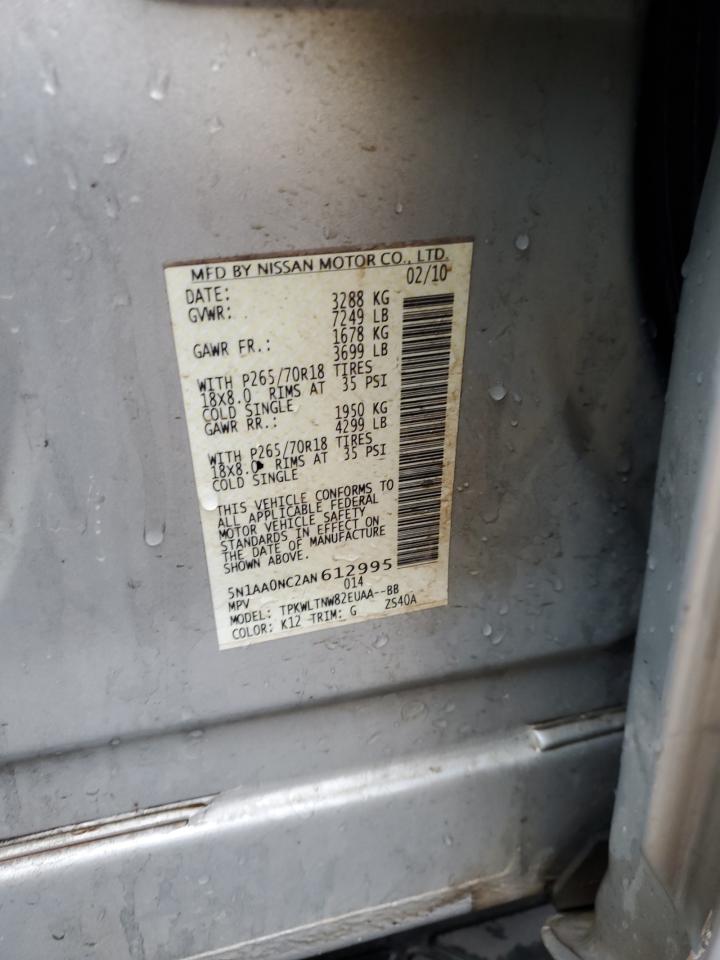 MFD BY NISSAN MOTOR CO., LTD.
DATE: 02/10
GVWR: 3288 KG
7249 LB
GAWR FR.: 1678 KG
3699 LB
WITH P265/70R18 TIRES
18X8.0 RIMS AT 35 PSI
COLD SINGLE
GAWR RR.: 1950 KG
4299 LB
WITH P265/70R18 TIRES
18X8.0 RIMS AT 35 PSI
COLD SINGLE
THIS VEHICLE CONFORMS TO
ALL APPLICABLE FEDERAL
MOTOR VEHICLE SAFETY
STANDARDS IN EFFECT ON
THE DATE OF MANUFACTURE
SHOWN ABOVE.
5N1AA0NC2AN612995
MPV 014
MODEL: TPKWLTNW82EUAA--BB
COLOR: K12 TRIM: G ZS40A